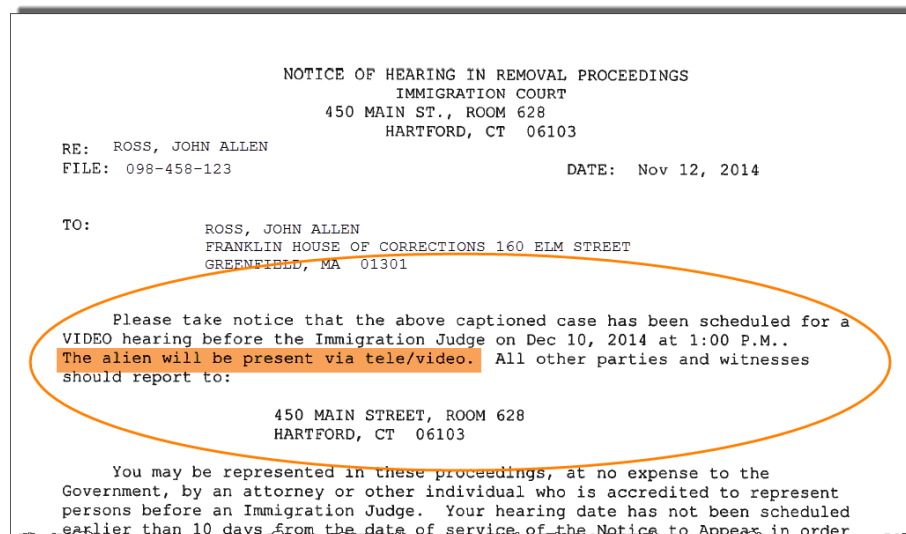 NOTICE OF HEARING IN REMOVAL PROCEEDINGS
IMMIGRATION COURT
450 MAIN ST., ROOM 628
HARTFORD, CT 06103
RE: ROSS, JOHN ALLEN
FILE: 098-458-123 DATE: Nov 12, 2014
TO:
ROSS, JOHN ALLEN
FRANKLIN HOUSE OF CORRECTIONS 160 ELM STREET
GREENFIELD, MA 01301
Please take notice that the above captioned case has been scheduled for a
VIDEO hearing before the Immigration Judge on Dec 10, 2014 at 1:00 P.M..
The alien will be present via tele/video. All other parties and witnesses
should report to:
450 MAIN STREET, ROOM 628
HARTFORD, CT 06103
You may be represented in these proceedings, at no expense to the
Government, by an attorney or other individual who is accredited to represent
persons before an Immigration Judge. Your hearing date has not been scheduled
earlier than 10 days from the date of service of the Notice to Appear in order